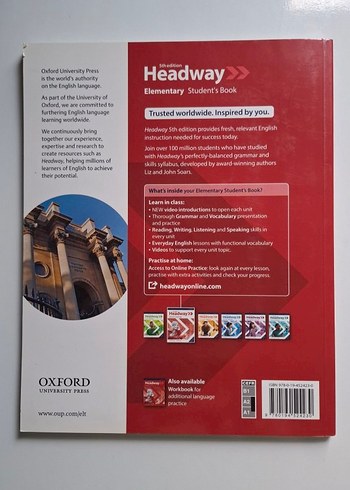 Oxford University Press
is the world's authority
on the English language.
As part of the University of
Oxford, we are committed to
furthering English language
learning worldwide.
We continuously bring
together our experience,
expertise and research to
create resources such as
Headway, helping millions
of learners of English to achieve
their potential.
OXFORD
UNIVERSITY PRESS
www.oup.com/elt
5th edition
Headway
Elementary Student's Book
Trusted worldwide. Inspired by you.
Headway 5th edition provides fresh, relevant English
instruction needed for success today.
Join over 100 million students who have studied
with Headway's perfectly-balanced grammar and
skills syllabus, developed by award-winning authors
Liz and John Soars.
What's inside your Elementary Student's Book?
Learn in class:
• NEW video introductions to open each unit
• Thorough Grammar and Vocabulary presentation
and practice
• Reading, Writing, Listening and Speaking skills in
every unit
• Everyday English lessons with functional vocabulary
• Videos to support every unit topic.
Practise at home:
Access to Online Practice: look again at every lesson,
practise with extra activities and check your progress.
headwayonline.com
Headway
Also available
Workbook for
additional language
practice
CEFR
B1
A2
A1